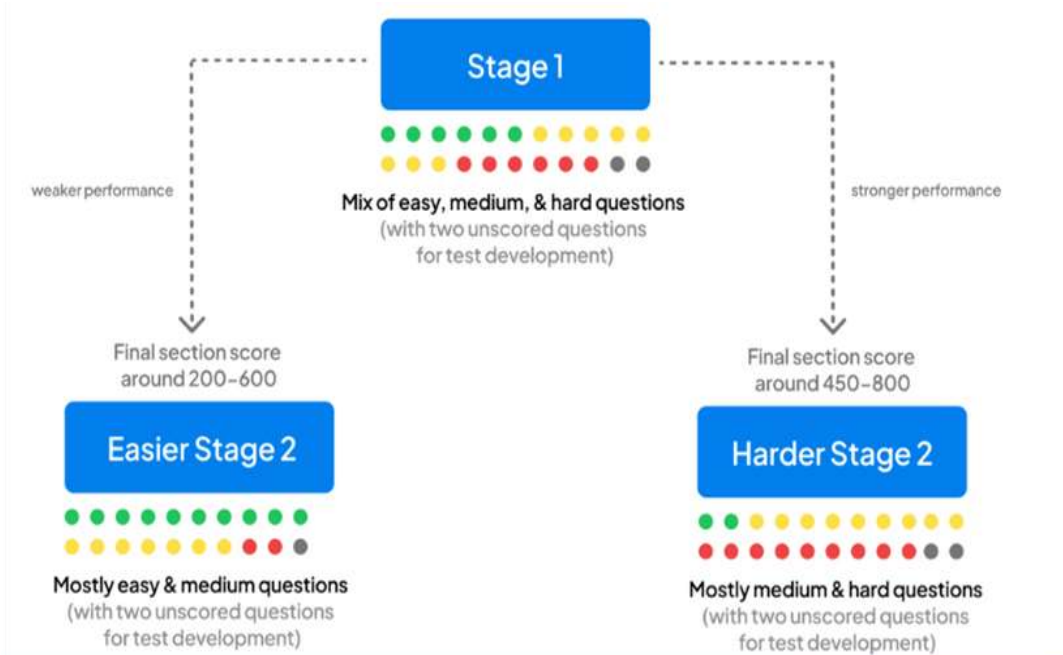 Stage 1
Mix of easy, medium, & hard questions
(with two unscored questions
for test development)
weaker performance
stronger performance
Final section score
around 200-600
Easier Stage 2
Mostly easy & medium questions
(with two unscored questions
for test development)
Final section score
around 450-800
Harder Stage 2
Mostly medium & hard questions
(with two unscored questions
for test development)